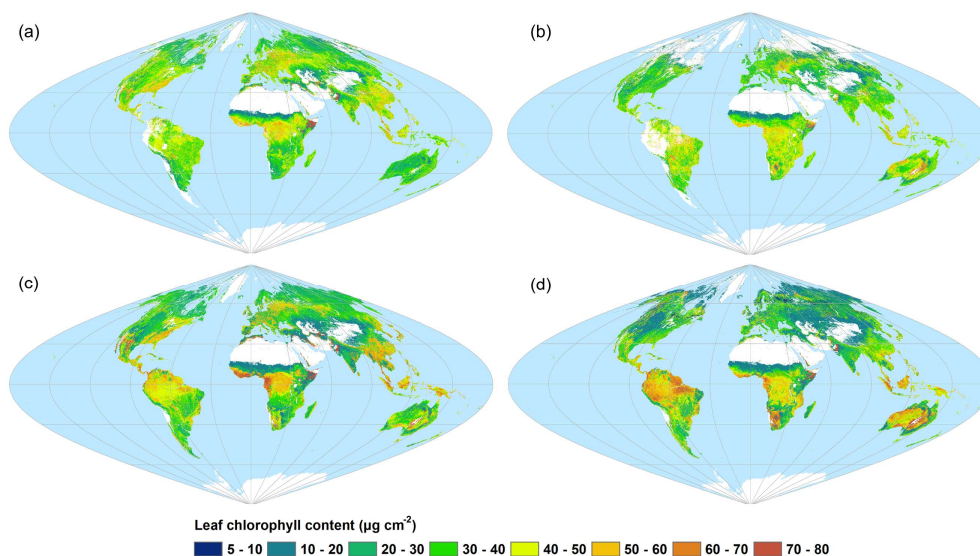 (a)
(b)
(c)
(d)
Leaf chlorophyll content (µg cm⁻²)
5 - 10 10 - 20 20 - 30 30 - 40 40 - 50 50 - 60 60 - 70 70 - 80